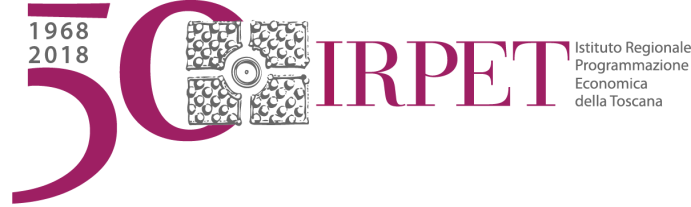 1968
2018
50
IRPET
Istituto Regionale
Programmazione
Economica
della Toscana